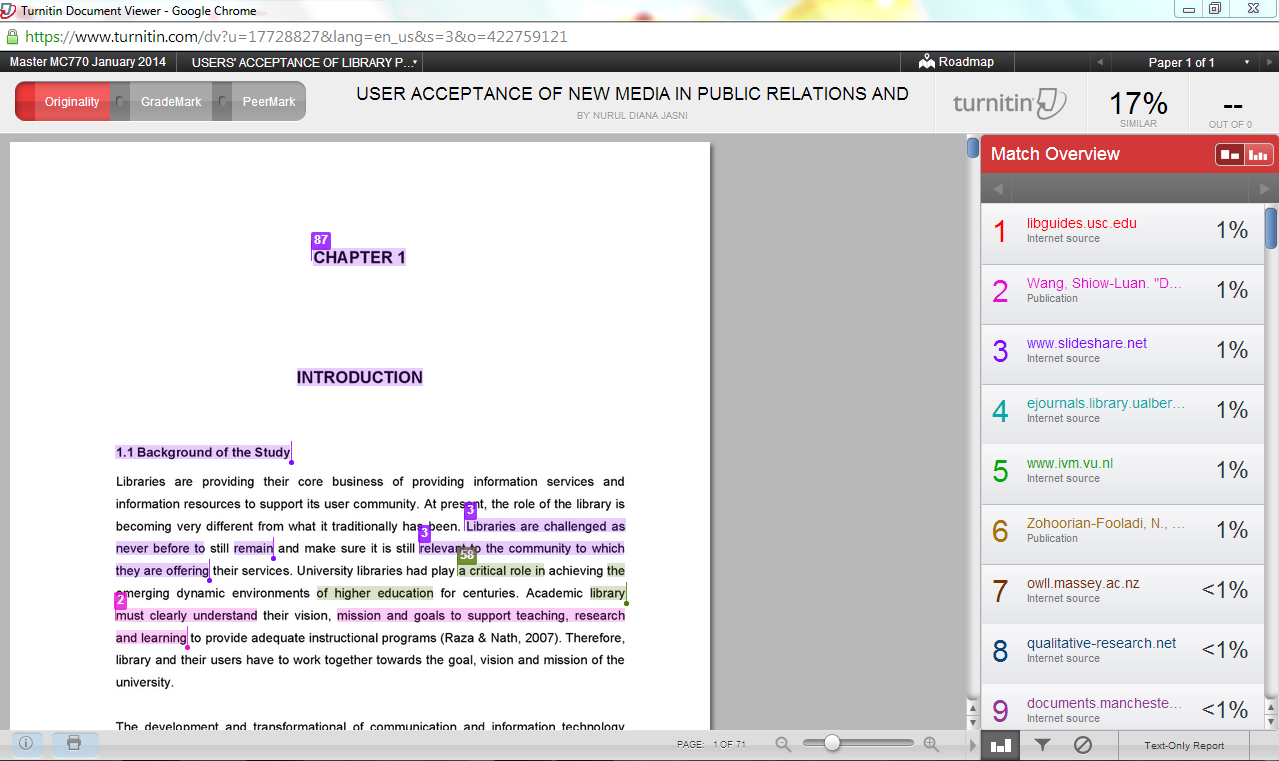 Turnitin Document Viewer - Google Chrome
https://www.turnitin.com/dv?u=17728827&lang=en_us&s=3&o=422759121
Master MC770 January 2014 USERS' ACCEPTANCE OF LIBRARY P... Roadmap Paper 1 of 1
Originality GradeMark PeerMark
USER ACCEPTANCE OF NEW MEDIA IN PUBLIC RELATIONS AND
BY NURUL DIANA JASNI
turnitin
17%
SIMILAR
--
OUT OF 0
87
CHAPTER 1
INTRODUCTION
1.1 Background of the Study
Libraries are providing their core business of providing information services and
information resources to support its user community. At present, the role of the library is
3
becoming very different from what it traditionally has been. Libraries are challenged as
3
never before to still remain and make sure it is still relevant to the community to which
58
they are offering their services. University libraries had play a critical role in achieving the
emerging dynamic environments of higher education for centuries. Academic library
2
must clearly understand their vision, mission and goals to support teaching, research
and learning to provide adequate instructional programs (Raza & Nath, 2007). Therefore,
library and their users have to work together towards the goal, vision and mission of the
university.
The development and transformational of communication and information technology
Match Overview
1 libguides.usc.edu 1%
Internet source
2 Wang, Shiow-Luan. "D... 1%
Publication
3 www.slideshare.net 1%
Internet source
4 ejournals.library.ualber... 1%
Internet source
5 www.ivm.vu.nl 1%
Internet source
6 Zohoorian-Fooladi, N., ... 1%
Publication
7 owll.massey.ac.nz <1%
Internet source
8 qualitative-research.net <1%
Internet source
9 documents.mancheste... <1%
Internet source
PAGE: 1 OF 71
Text-Only Report